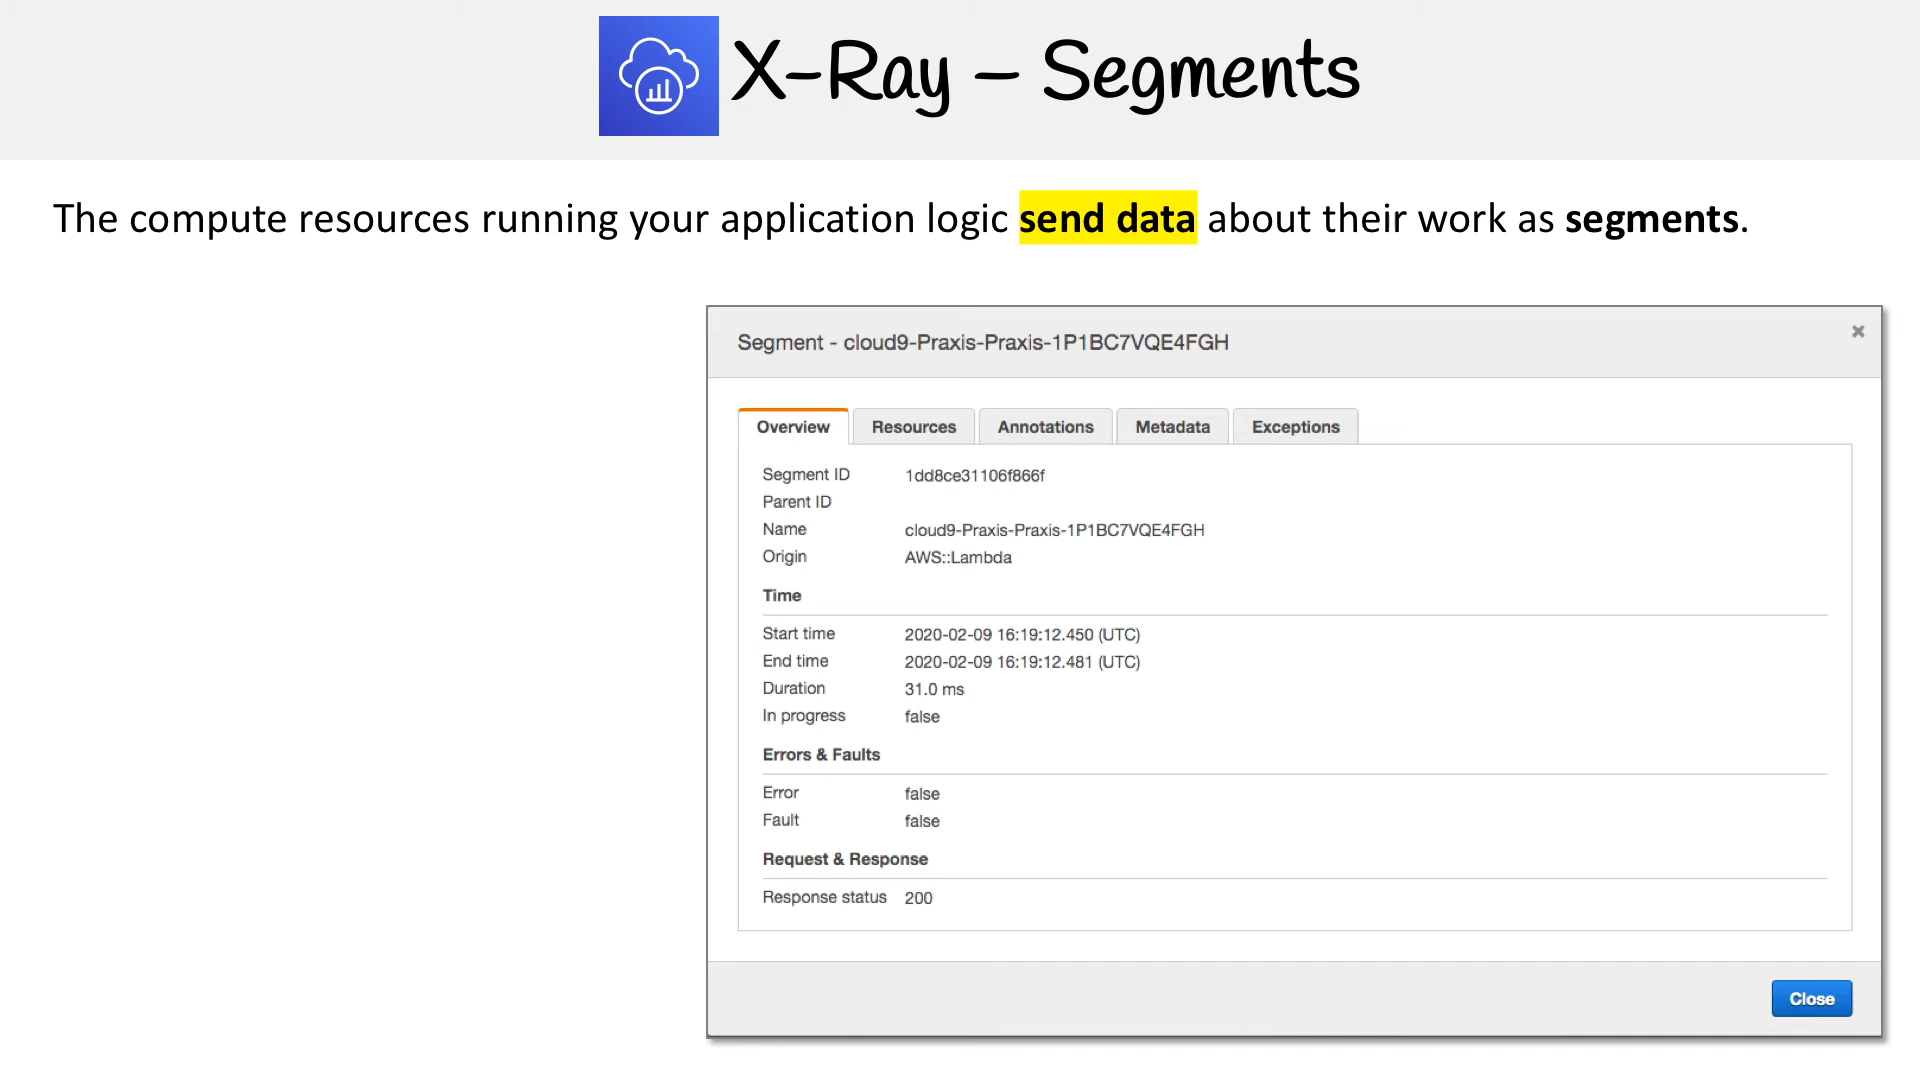 X-Ray – Segments
The compute resources running your application logic send data about their work as segments.
Segment - cloud9-Praxis-Praxis-1P1BC7VQE4FGH
×
Overview Resources Annotations Metadata Exceptions
Segment ID 1dd8ce31106f866f
Parent ID
Name cloud9-Praxis-Praxis-1P1BC7VQE4FGH
Origin AWS::Lambda
Time
Start time 2020-02-09 16:19:12.450 (UTC)
End time 2020-02-09 16:19:12.481 (UTC)
Duration 31.0 ms
In progress false
Errors & Faults
Error false
Fault false
Request & Response
Response status 200
Close